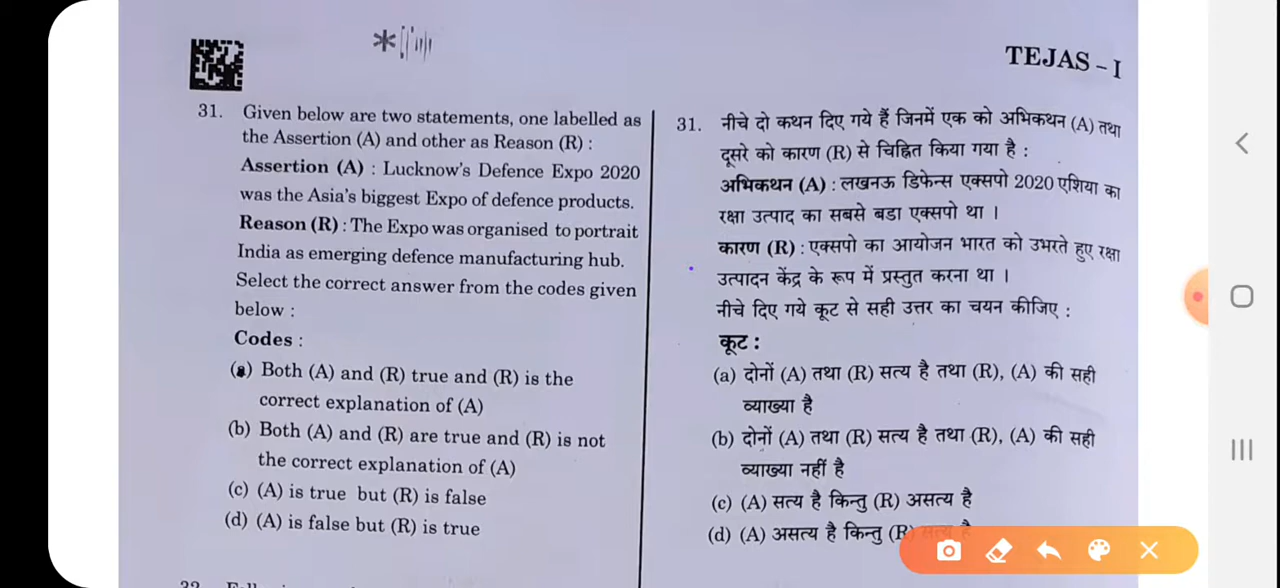 TEJAS - I
31. Given below are two statements, one labelled as
the Assertion (A) and other as Reason (R) :
Assertion (A) : Lucknow's Defence Expo 2020
was the Asia's biggest Expo of defence products.
Reason (R) : The Expo was organised to portrait
India as emerging defence manufacturing hub.
Select the correct answer from the codes given
below :
Codes :
(a) Both (A) and (R) true and (R) is the
correct explanation of (A)
(b) Both (A) and (R) are true and (R) is not
the correct explanation of (A)
(c) (A) is true but (R) is false
(d) (A) is false but (R) is true
31. नीचे दो कथन दिए गये हैं जिनमें एक को अभिकथन (A) तथा
दूसरे को कारण (R) से चिह्नित किया गया है :
अभिकथन (A) : लखनऊ डिफेन्स एक्सपो 2020 एशिया का
रक्षा उत्पाद का सबसे बडा एक्सपो था ।
कारण (R) : एक्सपो का आयोजन भारत को उभरते हुए रक्षा
उत्पादन केंद्र के रूप में प्रस्तुत करना था ।
नीचे दिए गये कूट से सही उत्तर का चयन कीजिए :
कूट :
(a) दोनों (A) तथा (R) सत्य है तथा (R), (A) की सही
व्याख्या है
(b) दोनों (A) तथा (R) सत्य है तथा (R), (A) की सही
व्याख्या नहीं है
(c) (A) सत्य है किन्तु (R) असत्य है
(d) (A) असत्य है किन्तु (R) सत्य है